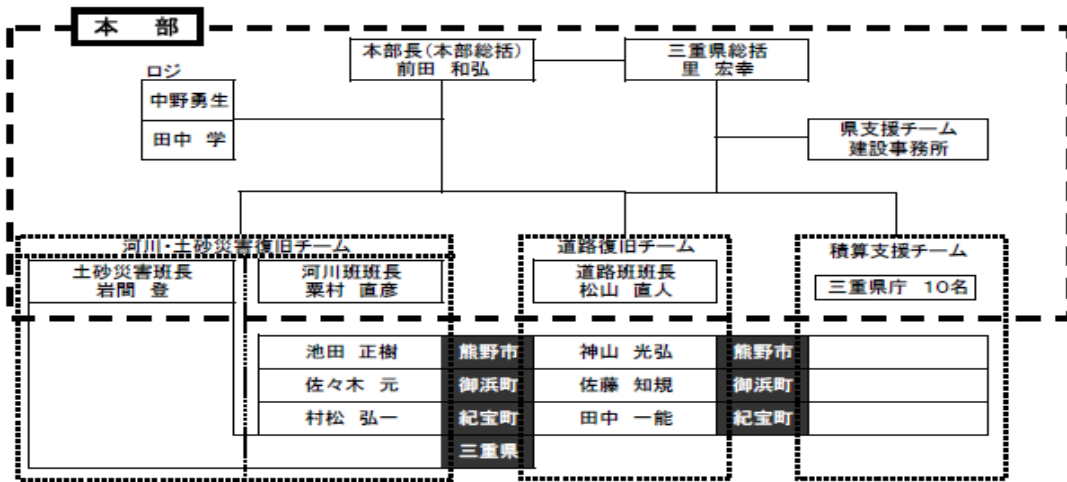 本 部
本部長(本部総括)
前田 和弘
三重県総括
里 宏幸
ロジ
中野勇生
田中 学
県支援チーム
建設事務所
河川・土砂災害復旧チーム
土砂災害班長
岩間 登
河川班班長
粟村 直彦
道路復旧チーム
道路班班長
松山 直人
積算支援チーム
三重県庁 10名
池田 正樹 熊野市 神山 光弘 熊野市
佐々木 元 御浜町 佐藤 知規 御浜町
村松 弘一 紀宝町 田中 一能 紀宝町
三重県